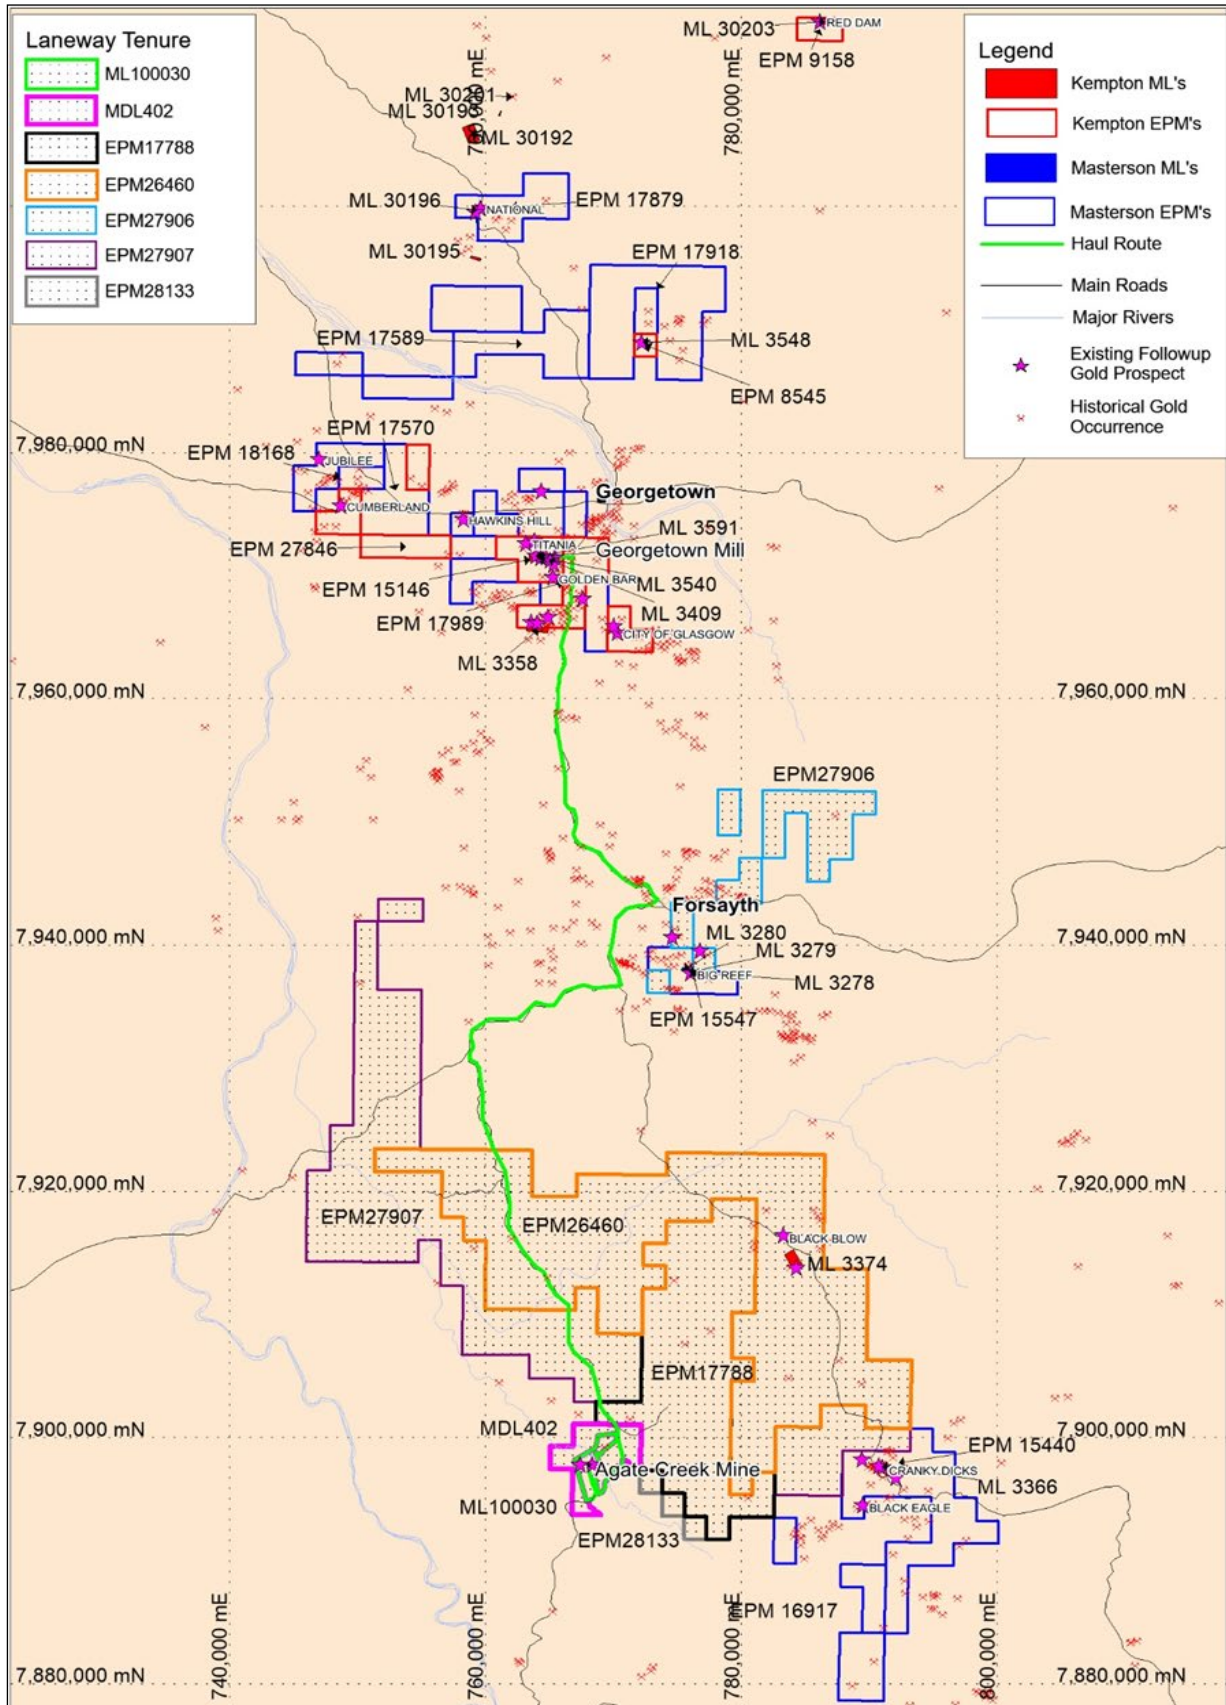 Laneway Tenure
ML100030
MDL402
EPM17788
EPM26460
EPM27906
EPM27907
EPM28133
Legend
Kempton ML's
Kempton EPM's
Masterson ML's
Masterson EPM's
Haul Route
Main Roads
Major Rivers
Existing Followup
Gold Prospect
Historical Gold
Occurrence
ML 30203
RED DAM
EPM 9158
780,000 mE
ML 30201
ML 30193
ML 30192
ML 30196
NATIONAL
EPM 17879
ML 30195
EPM 17918
EPM 17589
ML 3548
EPM 8545
EPM 17570
7,980,000 mN
EPM 18168
JUBILEE
CUMBERLAND
Georgetown
HAWKINS HILL
ML 3591
EPM 27846
TITANIA
Georgetown Mill
EPM 15146
GOLDEN BAR
ML 3540
EPM 17989
ML 3409
CITY OF GLASGOW
ML 3358
7,960,000 mN
7,960,000 mN
EPM27906
Forsayth
7,940,000 mN
ML 3280
7,940,000 mN
ML 3279
BIG REEF
ML 3278
EPM 15547
7,920,000 mN
7,920,000 mN
EPM27907
EPM26460
BLACK BLOW
ML 3374
EPM17788
7,900,000 mN
MDL402
7,900,000 mN
EPM 15440
Agate Creek Mine
CRANKY DICKS
ML 3366
ML100030
BLACK EAGLE
EPM28133
EPM 16917
740,000 mE
760,000 mE
780,000 mE
800,000 mE
7,880,000 mN
7,880,000 mN